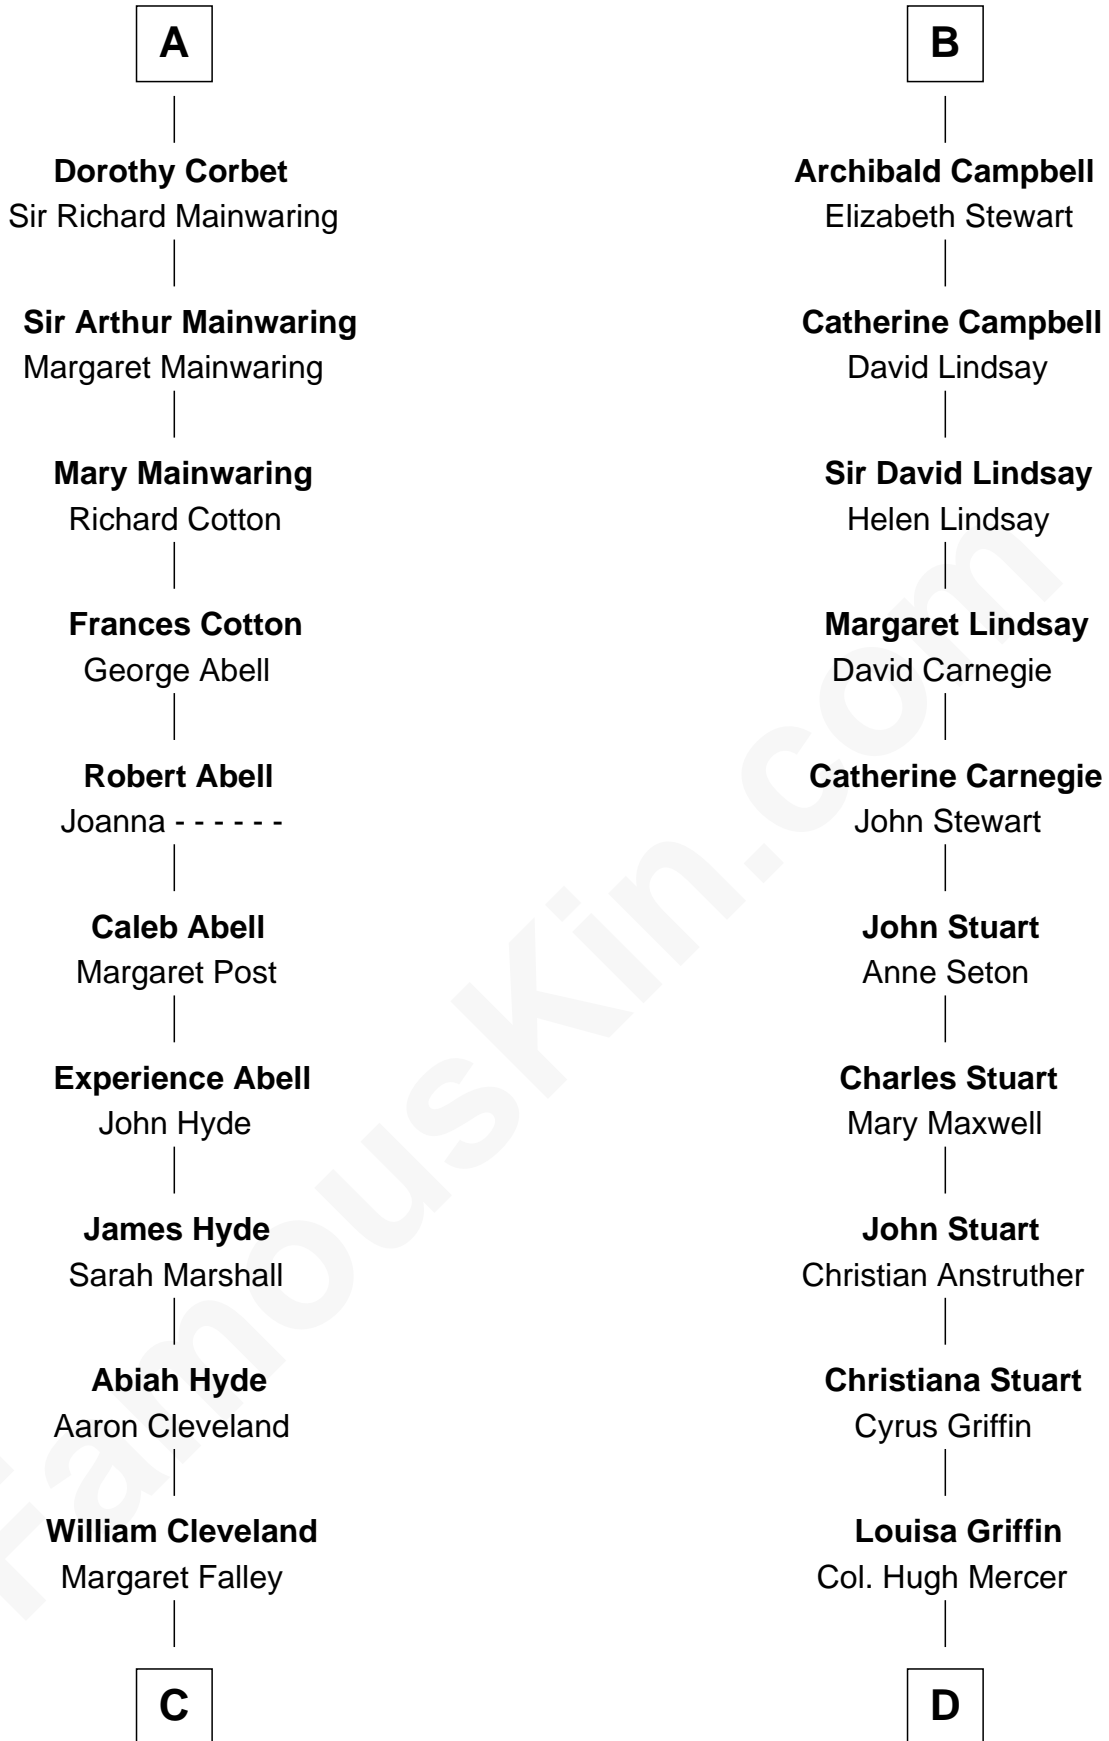 A
Dorothy Corbet
Sir Richard Mainwaring
Sir Arthur Mainwaring
Margaret Mainwaring
Mary Mainwaring
Richard Cotton
Frances Cotton
George Abell
Robert Abell
Joanna - - - - - -
Caleb Abell
Margaret Post
Experience Abell
John Hyde
James Hyde
Sarah Marshall
Abiah Hyde
Aaron Cleveland
William Cleveland
Margaret Falley
C
B
Archibald Campbell
Elizabeth Stewart
Catherine Campbell
David Lindsay
Sir David Lindsay
Helen Lindsay
Margaret Lindsay
David Carnegie
Catherine Carnegie
John Stewart
John Stuart
Anne Seton
Charles Stuart
Mary Maxwell
John Stuart
Christian Anstruther
Christiana Stuart
Cyrus Griffin
Louisa Griffin
Col. Hugh Mercer
D
FamousKin.com